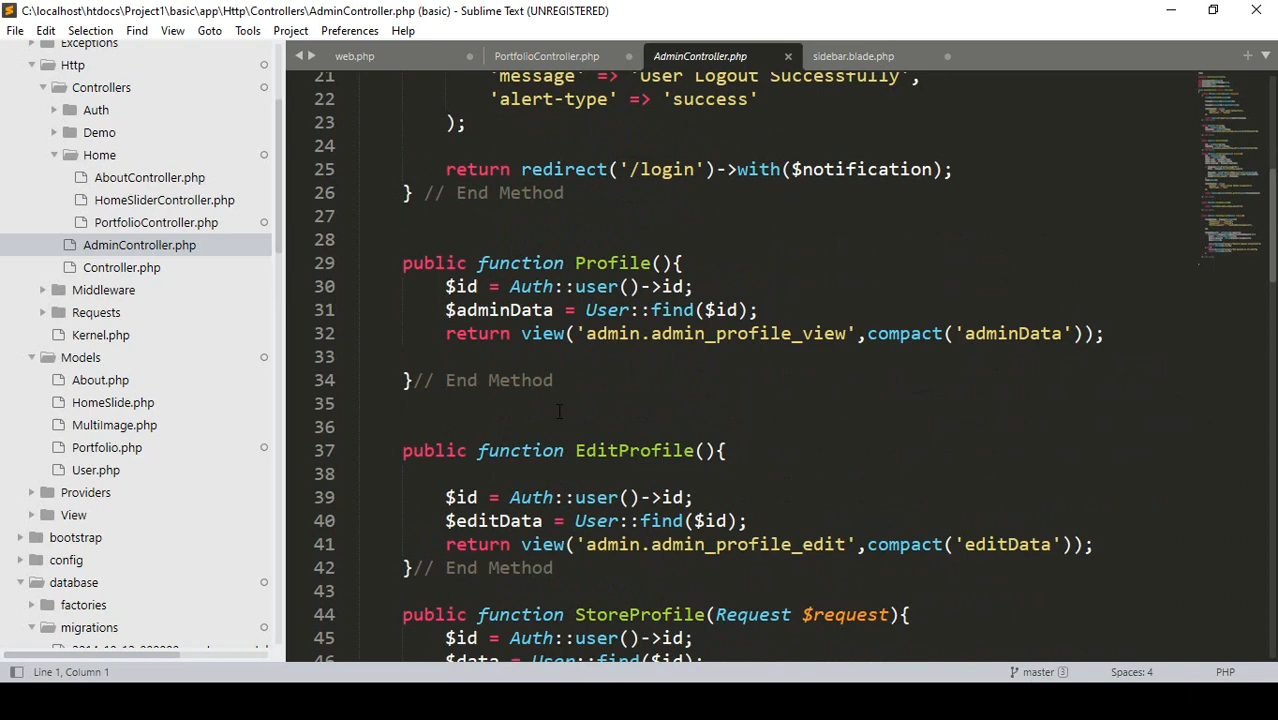 C:\localhost\htdocs\Project1\basic\app\Http\Controllers\AdminController.php (basic) - Sublime Text (UNREGISTERED)
File Edit Selection Find View Goto Tools Project Preferences Help
Exceptions
Http
Controllers
Auth
Demo
Home
AboutController.php
HomeSliderController.php
PortfolioController.php
AdminController.php
Controller.php
Middleware
Requests
Kernel.php
Models
About.php
HomeSlide.php
MultiImage.php
Portfolio.php
User.php
Providers
View
bootstrap
config
database
factories
migrations
web.php PortfolioController.php AdminController.php sidebar.blade.php
21 'message' => 'User Logout Successfully',
22 'alert-type' => 'success'
23 );
24
25 return redirect('/login')->with($notification);
26 } // End Method
27
28
29 public function Profile(){
30 $id = Auth::user()->id;
31 $adminData = User::find($id);
32 return view('admin.admin_profile_view',compact('adminData'));
33
34 }// End Method
35
36
37 public function EditProfile(){
38
39 $id = Auth::user()->id;
40 $editData = User::find($id);
41 return view('admin.admin_profile_edit',compact('editData'));
42 }// End Method
43
44 public function StoreProfile(Request $request){
45 $id = Auth::user()->id;
46 $data = User::find($id);
Line 1, Column 1 master 3 Spaces: 4 PHP